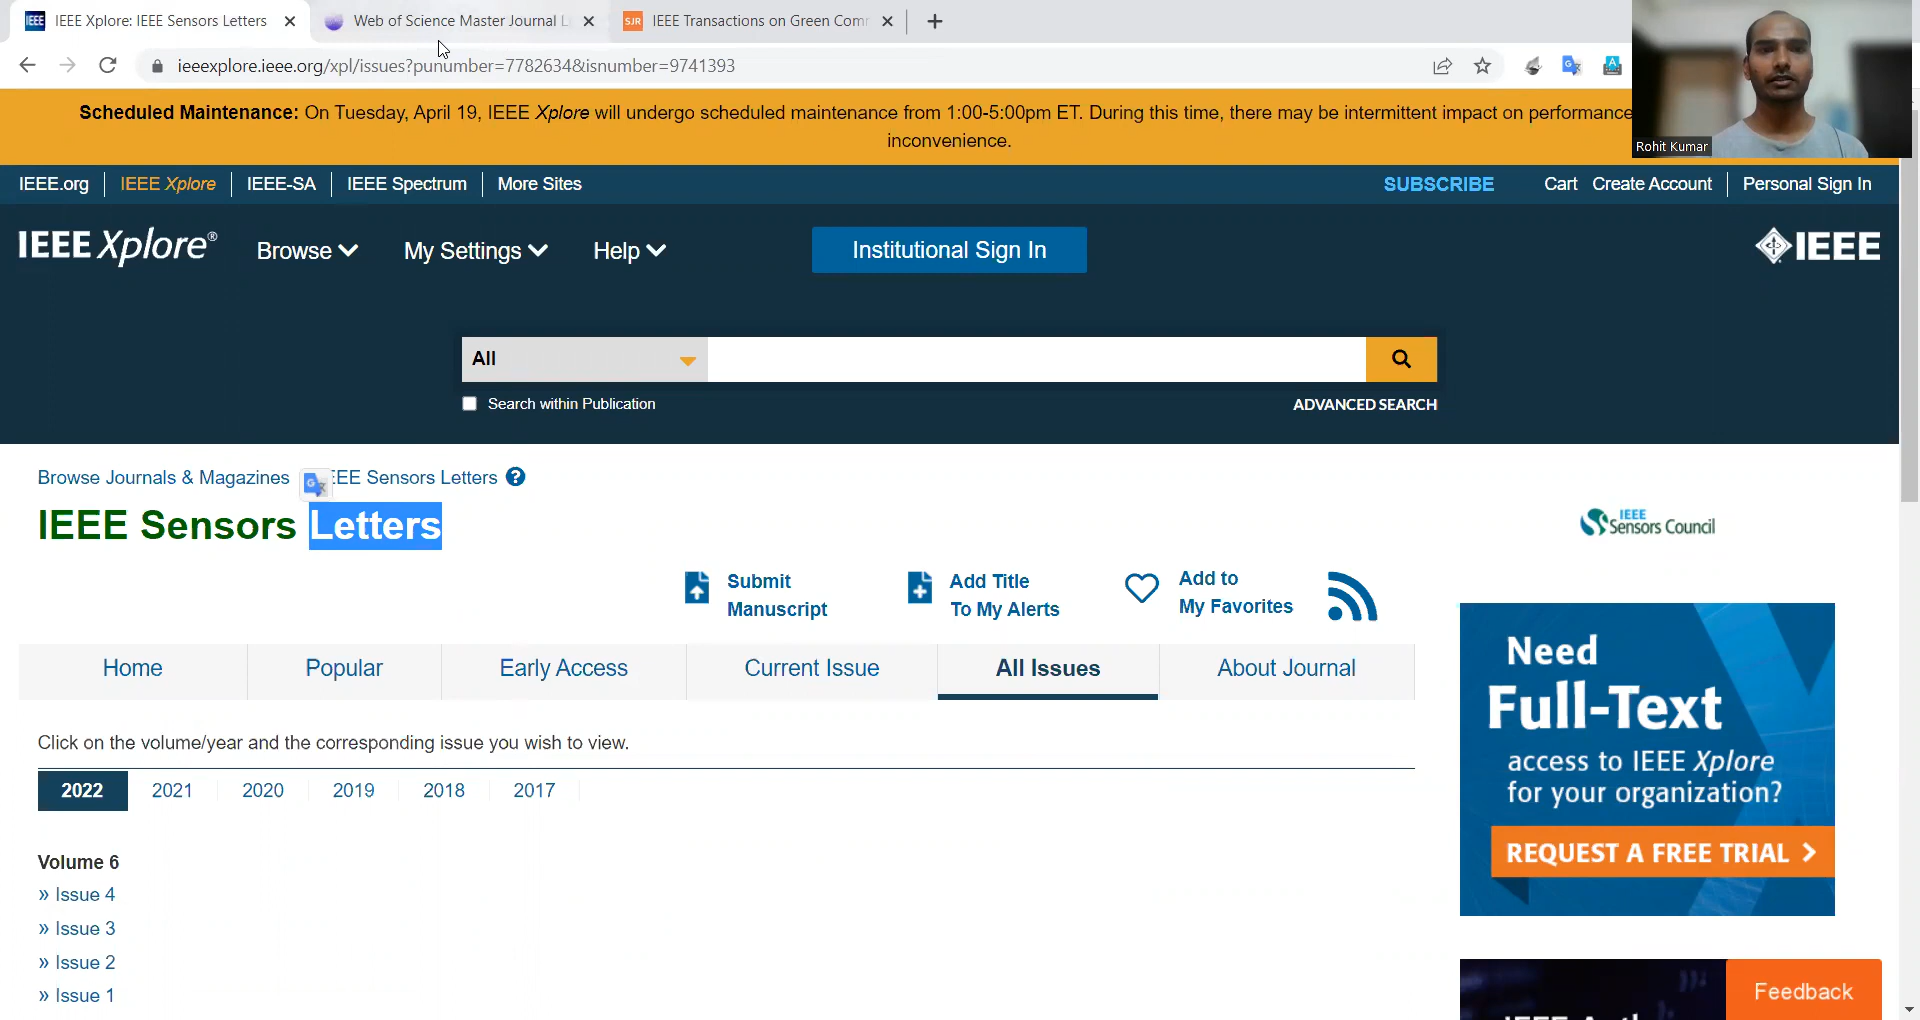 IEEE Xplore: IEEE Sensors Letters
Web of Science Master Journal L
SJR IEEE Transactions on Green Com
ieeexplore.ieee.org/xpl/issues?punumber=7782634&isnumber=9741393
Scheduled Maintenance: On Tuesday, April 19, IEEE Xplore will undergo scheduled maintenance from 1:00-5:00pm ET. During this time, there may be intermittent impact on performance
inconvenience.
Rohit Kumar
IEEE.org IEEE Xplore IEEE-SA IEEE Spectrum More Sites
SUBSCRIBE Cart Create Account Personal Sign In
IEEE Xplore® Browse My Settings Help Institutional Sign In IEEE
All
Search within Publication ADVANCED SEARCH
Browse Journals & Magazines EEE Sensors Letters ?
IEEE Sensors Letters
IEEE
Sensors Council
Submit
Manuscript
Add Title
To My Alerts
Add to
My Favorites
Home Popular Early Access Current Issue All Issues About Journal
Click on the volume/year and the corresponding issue you wish to view.
2022 2021 2020 2019 2018 2017
Volume 6
» Issue 4
» Issue 3
» Issue 2
» Issue 1
Need
Full-Text
access to IEEE Xplore
for your organization?
REQUEST A FREE TRIAL >
Feedback